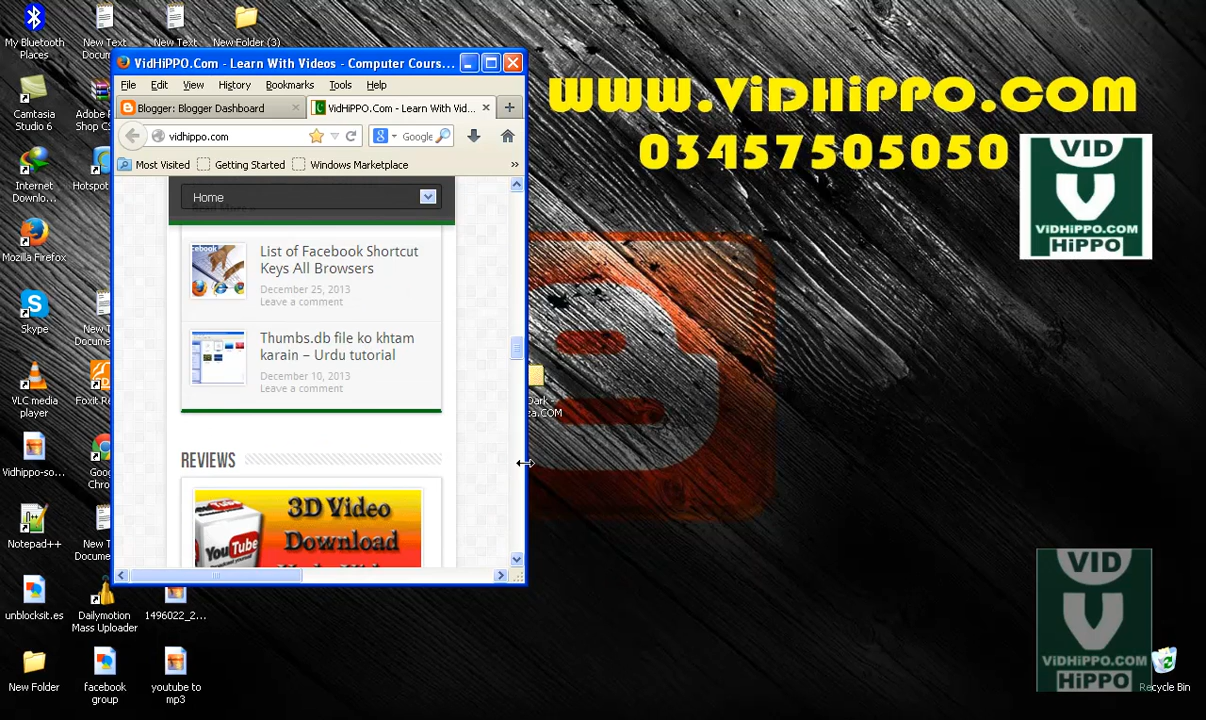 My Bluetooth
Places
New Text
Docum...
New Text
New Folder (3)
Camtasia
Studio 6
Adobe
Shop CS
Internet
Downlo...
Hotspot
Mozilla Firefox
Skype
New T
Docume
VLC media
player
Foxit Re
Vidhippo-so...
Goog
Chro
Notepad++
New T
Docume
unblocksit.es
Dailymotion
Mass Uploader
1496022_2...
New Folder
facebook
group
youtube to
mp3
VidHiPPO.Com - Learn With Videos - Computer Cours...
File Edit View History Bookmarks Tools Help
Blogger: Blogger Dashboard
VidHiPPO.Com - Learn With Vid...
vidhippo.com
Google
Most Visited
Getting Started
Windows Marketplace
Home
List of Facebook Shortcut
Keys All Browsers
December 25, 2013
Leave a comment
Thumbs.db file ko khtam
karain – Urdu tutorial
December 10, 2013
Leave a comment
REVIEWS
3D Video
Download
YouTube
www.ViDHiPPO.COM
03457505050
VID
VIDHIPPO.COM
HiPPO
Dark -
za.COM
VID
VIDHIPPO.COM
HiPPO
Recycle Bin